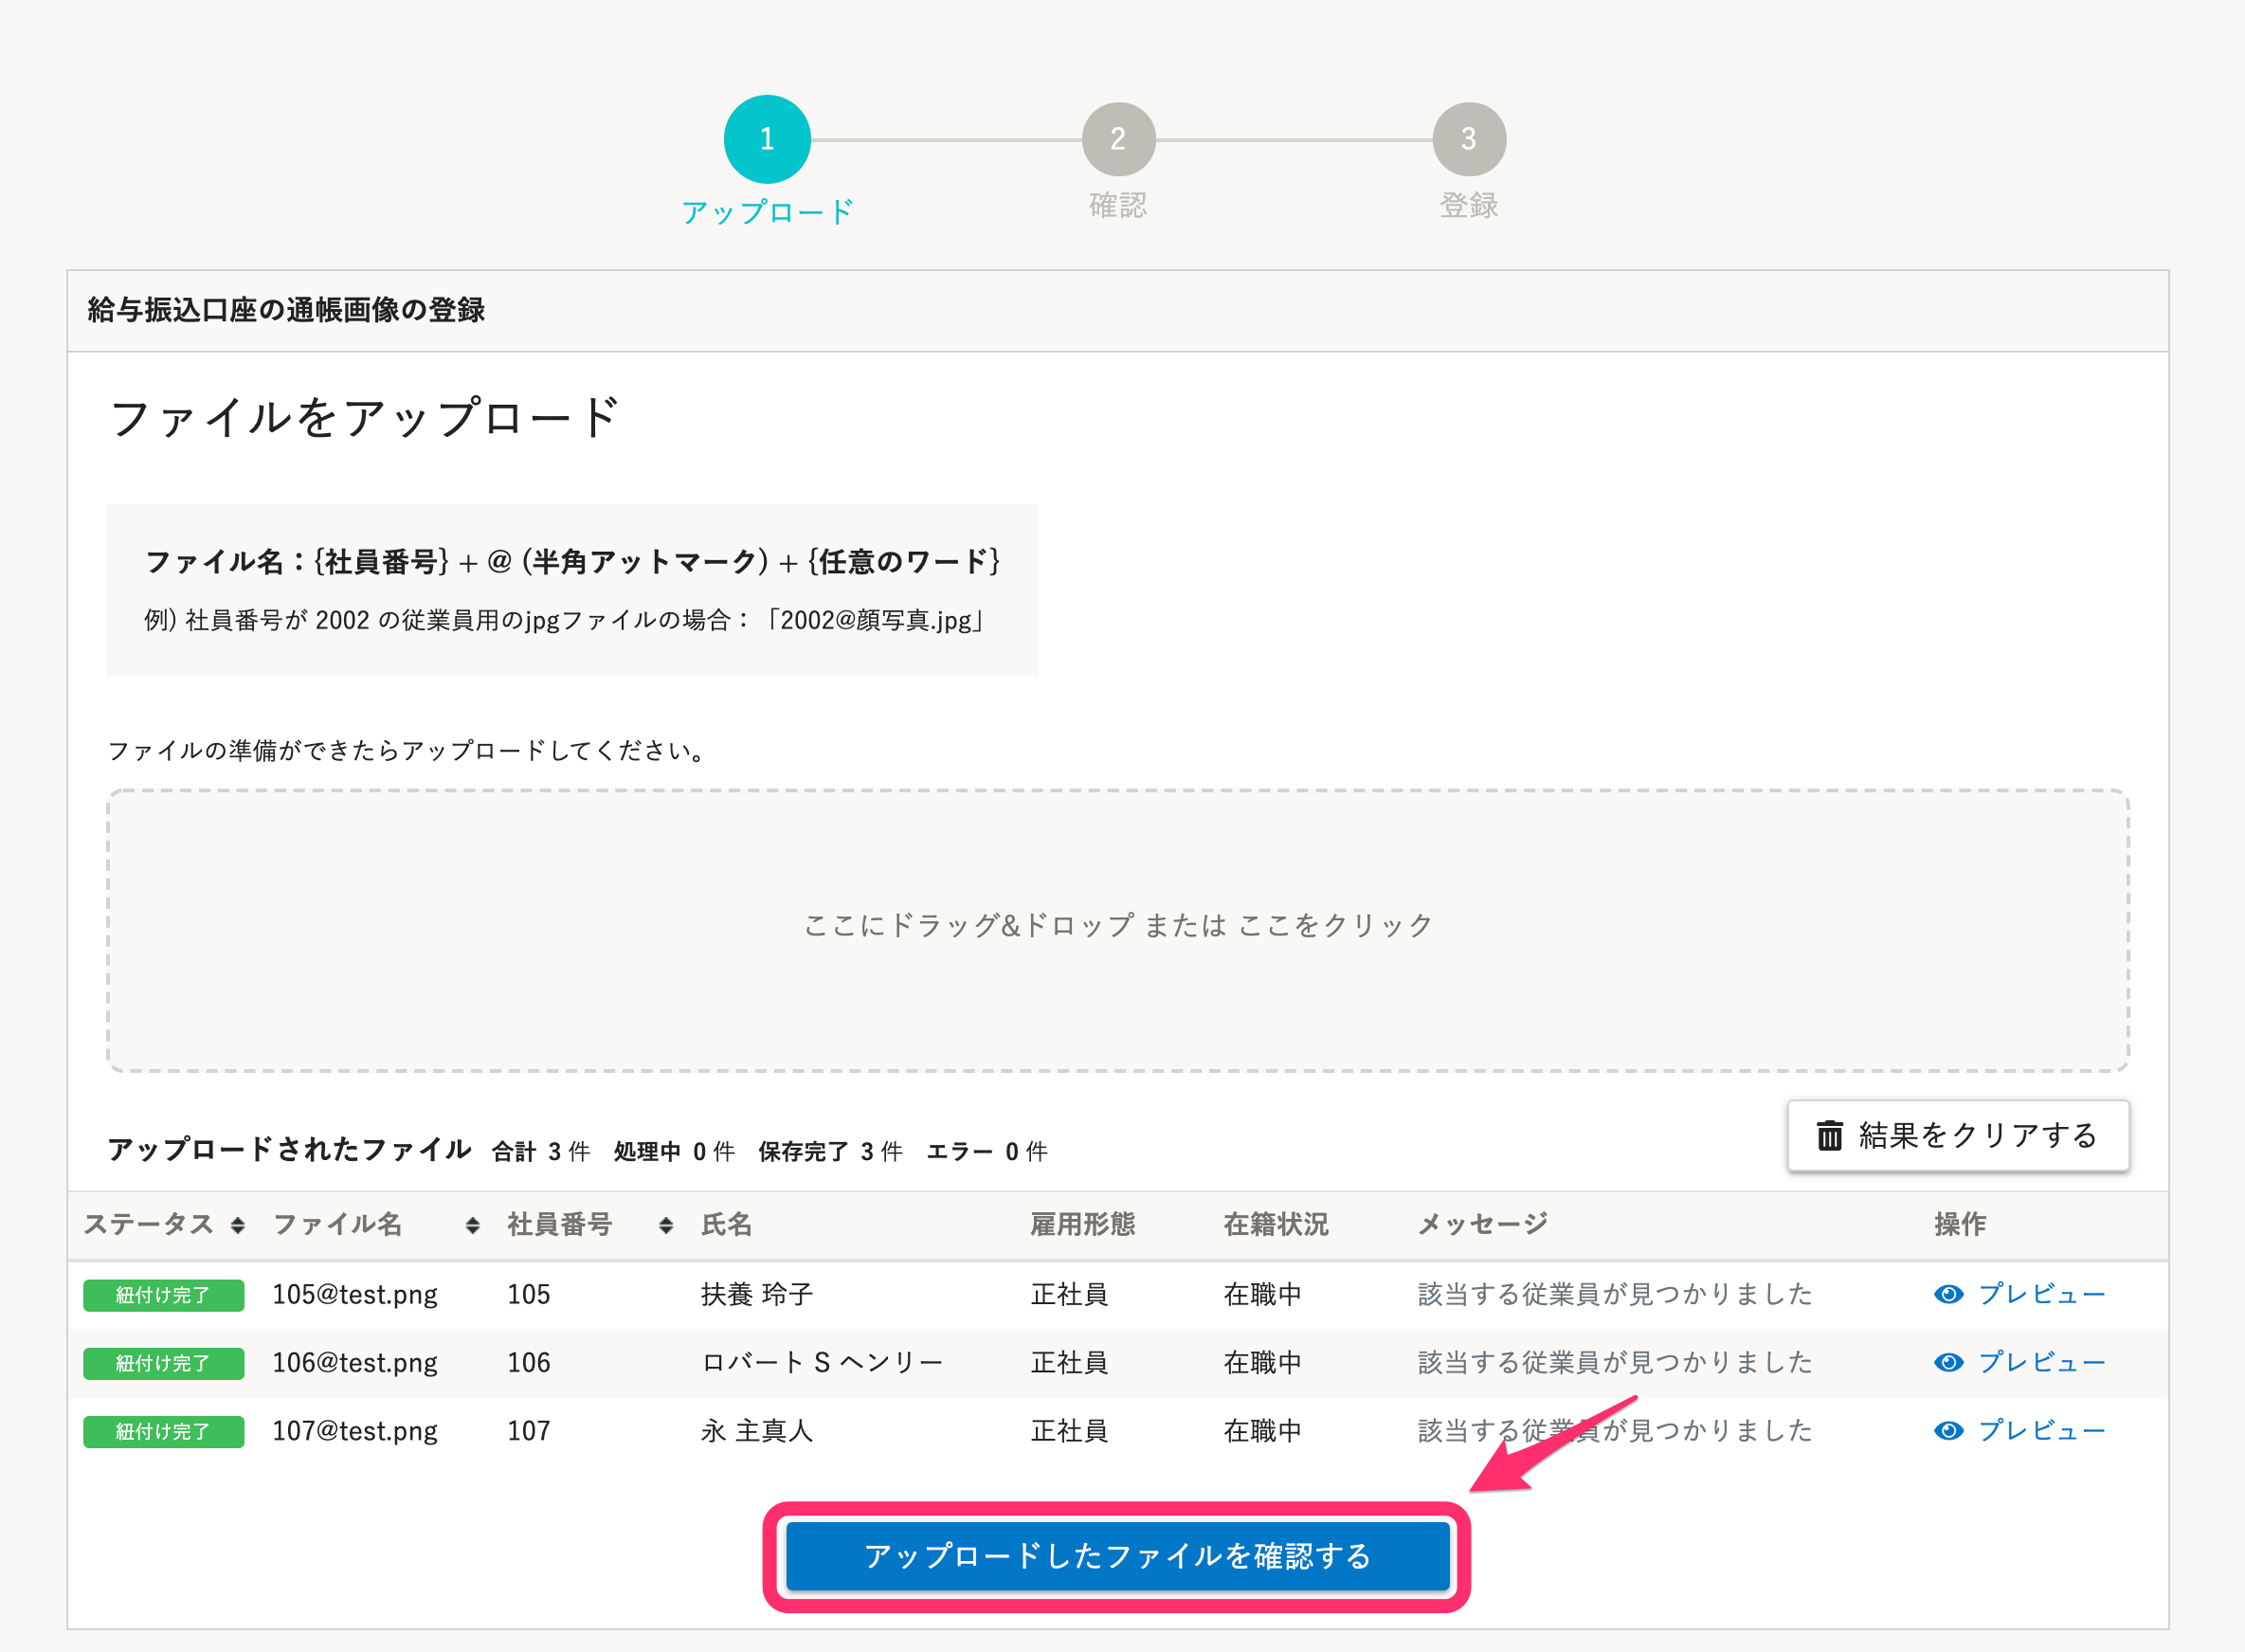 1
2
3
アップロード
確認
登録
給与振込口座の通帳画像の登録
ファイルをアップロード
ファイル名：{社員番号} + @ (半角アットマーク) + {任意のワード}
例) 社員番号が 2002 の従業員用のjpgファイルの場合：「2002@顔写真.jpg」
ファイルの準備ができたらアップロードしてください。
ここにドラッグ&ドロップ または ここをクリック
アップロードされたファイル 合計 3 件 処理中 0 件 保存完了 3 件 エラー 0 件
結果をクリアする
ステータス ファイル名 社員番号 氏名 雇用形態 在籍状況 メッセージ 操作
紐付け完了 105@test.png 105 扶養 玲子 正社員 在職中 該当する従業員が見つかりました プレビュー
紐付け完了 106@test.png 106 ロバート S ヘンリー 正社員 在職中 該当する従業員が見つかりました プレビュー
紐付け完了 107@test.png 107 永 主真人 正社員 在職中 該当する従業員が見つかりました プレビュー
アップロードしたファイルを確認する